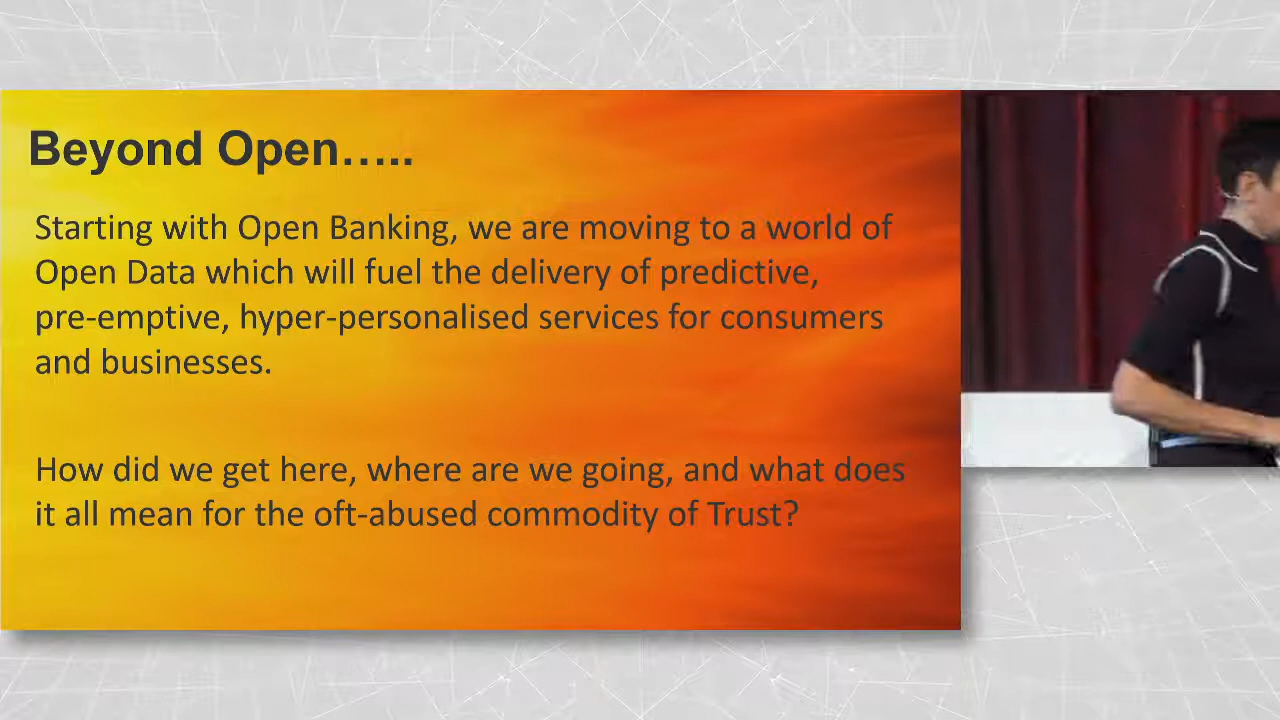 Beyond Open…..
Starting with Open Banking, we are moving to a world of
Open Data which will fuel the delivery of predictive,
pre-emptive, hyper-personalised services for consumers
and businesses.
How did we get here, where are we going, and what does
it all mean for the oft-abused commodity of Trust?